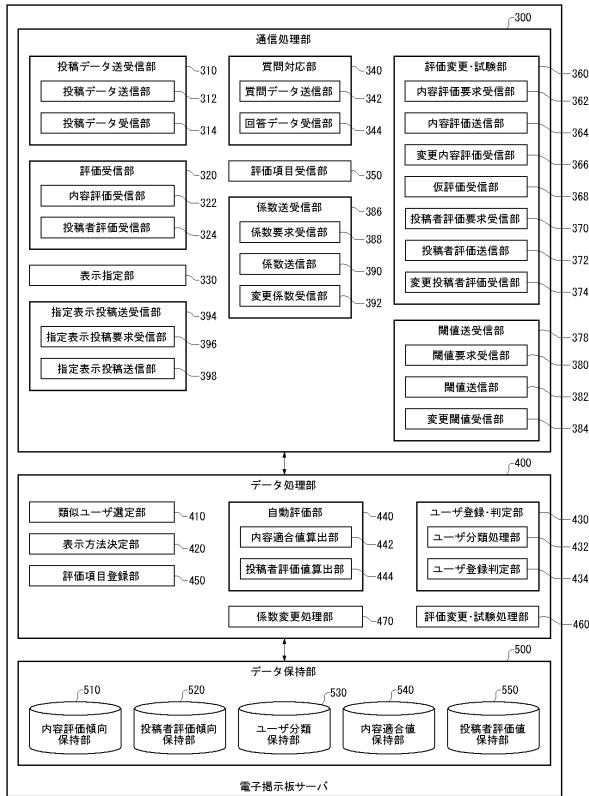 300
通信処理部
投稿データ送受信部
310
投稿データ送信部
312
投稿データ受信部
314
評価受信部
320
内容評価受信部
322
投稿者評価受信部
324
表示指定部
330
指定表示投稿送受信部
394
指定表示投稿要求受信部
396
指定表示投稿送信部
398
質問対応部
340
質問データ送信部
342
回答データ受信部
344
評価項目受信部
350
係数送受信部
386
係数要求受信部
388
係数送信部
390
変更係数受信部
392
評価変更・試験部
360
内容評価要求受信部
362
内容評価送信部
364
変更内容評価受信部
366
仮評価受信部
368
投稿者評価要求受信部
370
投稿者評価送信部
372
変更投稿者評価受信部
374
閾値送受信部
378
閾値要求受信部
380
閾値送信部
382
変更閾値受信部
384
400
データ処理部
類似ユーザ選定部
410
表示方法決定部
420
評価項目登録部
450
自動評価部
440
内容適合値算出部
442
投稿者評価値算出部
444
ユーザ登録・判定部
430
ユーザ分類処理部
432
ユーザ登録判定部
434
係数変更処理部
470
評価変更・試験処理部
460
500
データ保持部
510
内容評価傾向
保持部
520
投稿者評価傾向
保持部
530
ユーザ分類
保持部
540
内容適合値
保持部
550
投稿者評価値
保持部
電子掲示板サーバ